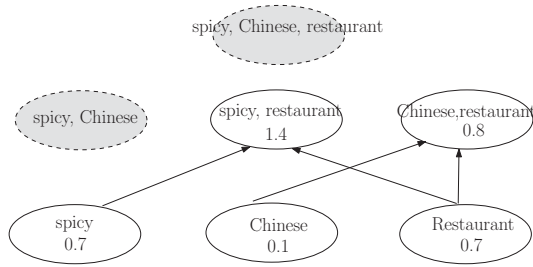 spicy, Chinese, restaurant
spicy, Chinese
spicy, restaurant
1.4
Chinese,restaurant
0.8
spicy
0.7
Chinese
0.1
Restaurant
0.7